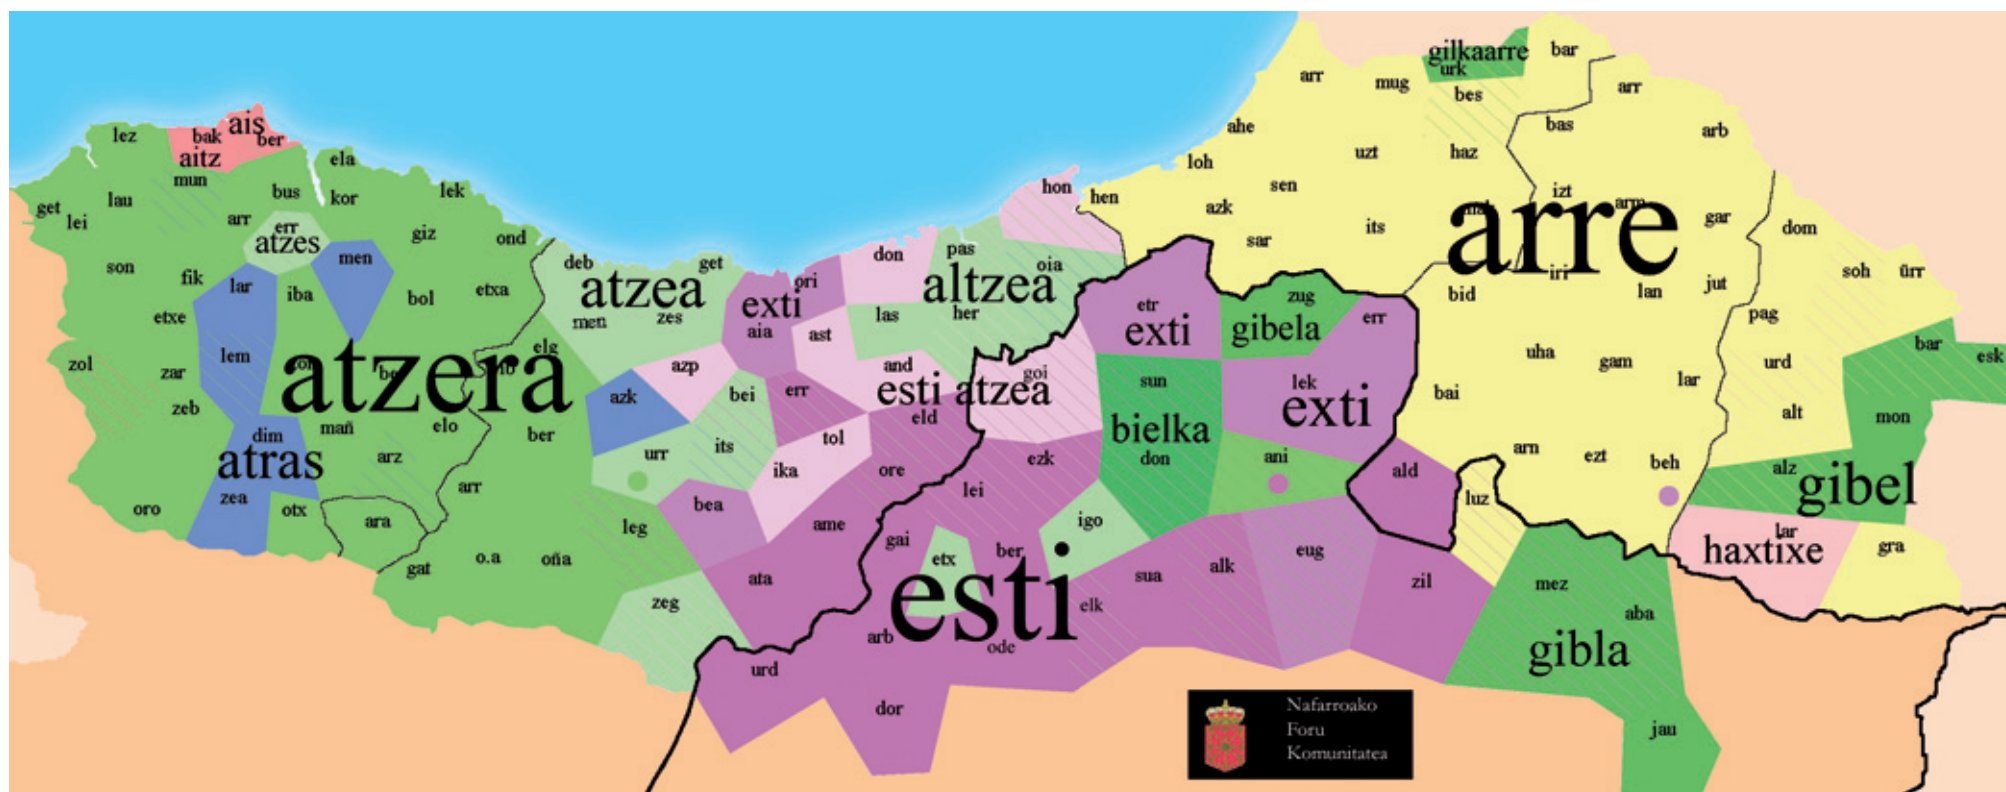 gilkaarre
bar
urk
arr
mug
bes
arr
ahe
bas
arb
lez
bak
ais
ber
aitz
ela
uzt
haz
loh
mun
bus
kor
lek
hon
hen
sen
izt
arm
get
lau
lei
arr
err
atzes
giz
ond
azk
its
arre
gar
dom
sar
son
fik
men
deb
get
don
pas
oia
iri
soh
ürr
lar
iba
bol
etxa
atzea
ori
altzea
etr
zug
bid
lan
jut
etxe
men
zes
exti
aia
ast
las
her
exti
gibela
err
pag
zol
lem
zar
atzera
elg
azp
and
goi
esti atzea
sun
lek
exti
uha
gam
lar
urd
bar
esk
zeb
azk
bei
err
eld
bai
alt
mon
dim
mañ
elo
ber
tol
bielka
don
atras
arz
urr
its
ika
ore
ezk
ani
ald
arn
ezt
beh
alz
gibel
zea
oro
otx
ara
arr
bea
lei
luz
leg
ame
igo
lar
haxtixe
gra
gat
o.a
oña
ata
gai
etx
ber
esti
sua
alk
eug
zil
mez
aba
zeg
elk
arb
ode
gibla
urd
dor
jau
Nafarroako
Foru
Komunitatea